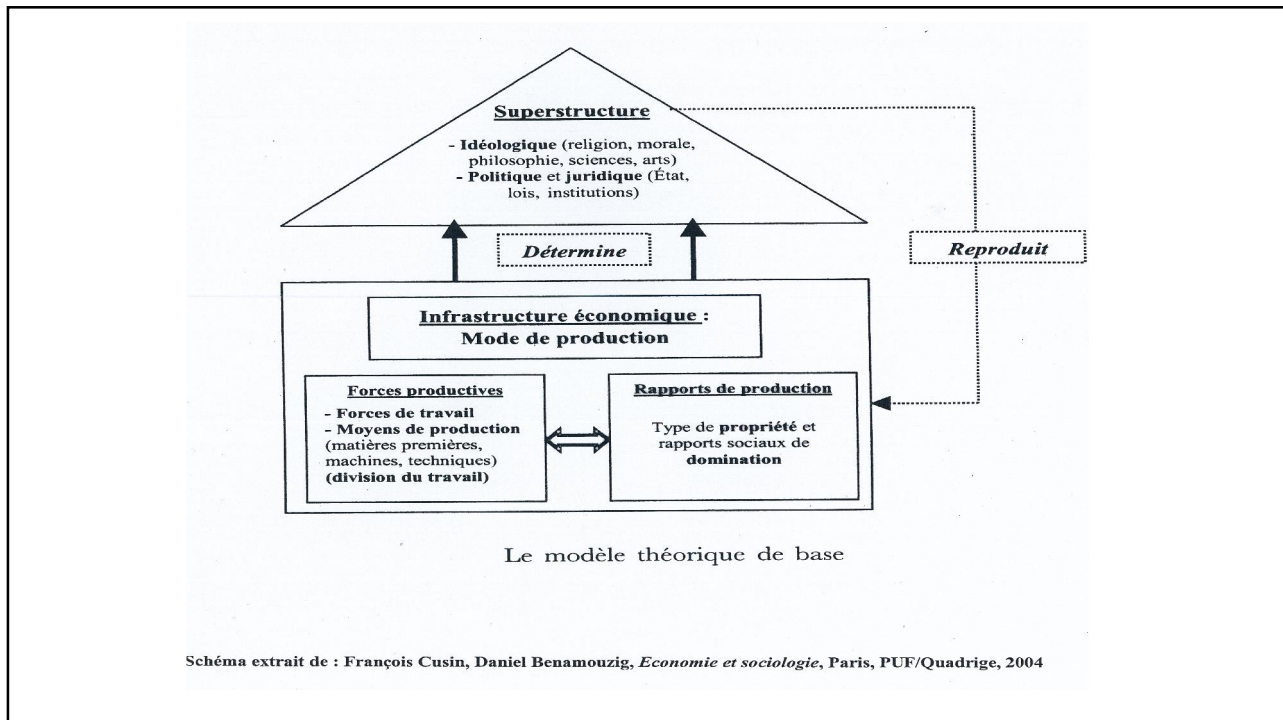 Superstructure
- Idéologique (religion, morale,
philosophie, sciences, arts)
- Politique et juridique (État,
lois, institutions)
Détermine
Reproduit
Infrastructure économique :
Mode de production
Forces productives
- Forces de travail
- Moyens de production
(matières premières,
machines, techniques)
(division du travail)
Rapports de production
Type de propriété et
rapports sociaux de
domination
Le modèle théorique de base
Schéma extrait de : François Cusin, Daniel Benamouzig, Economie et sociologie, Paris, PUF/Quadrige, 2004